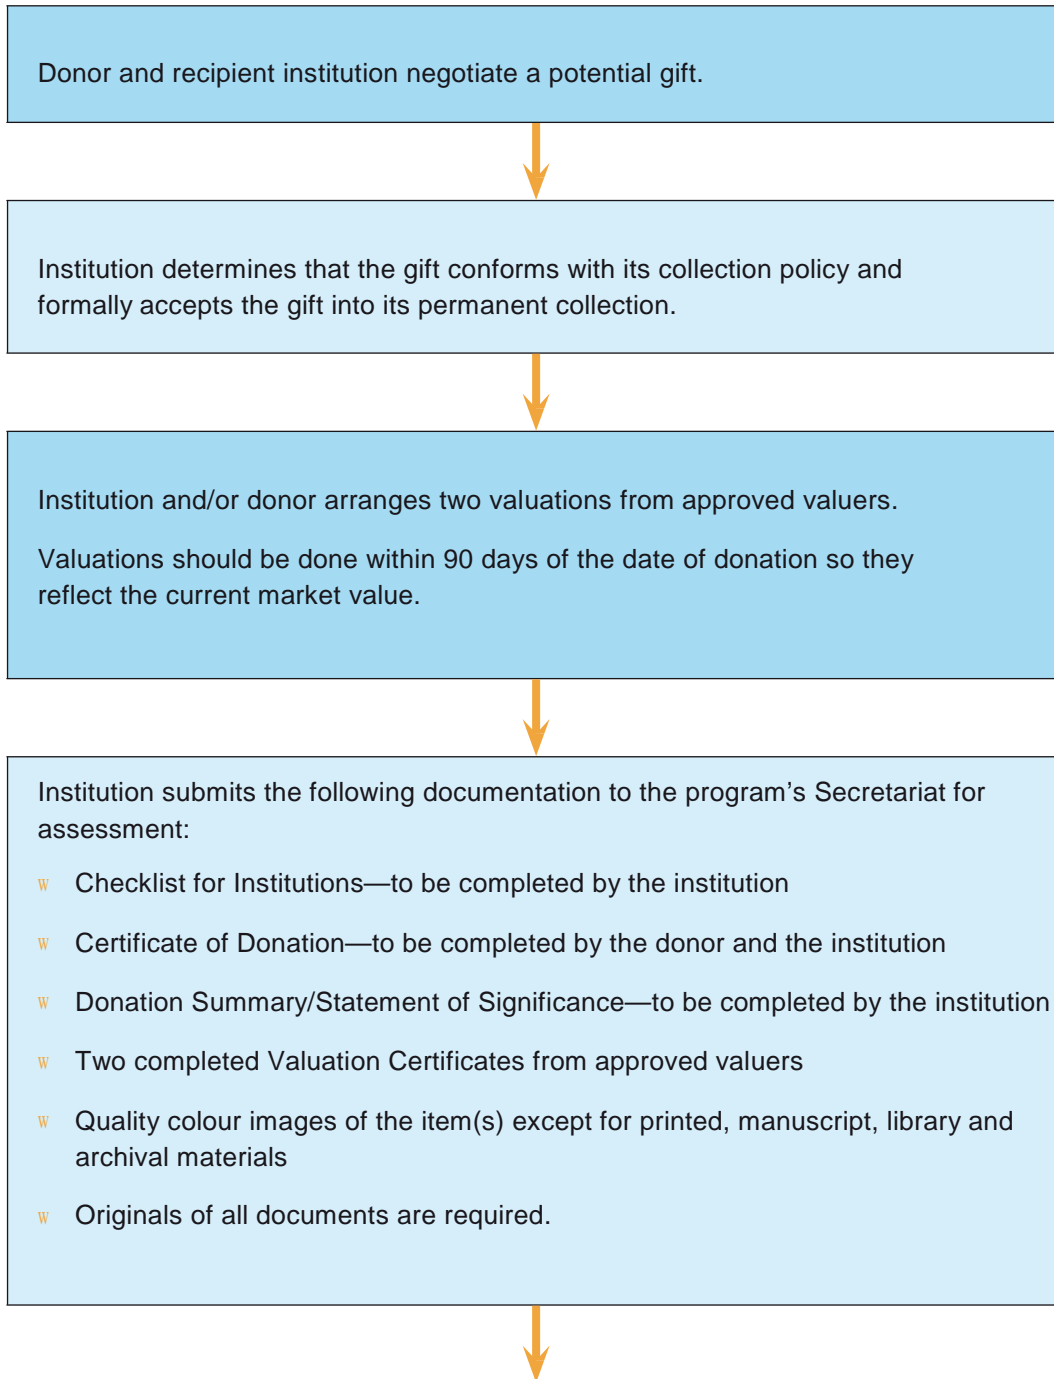 Donor and recipient institution negotiate a potential gift.
Institution determines that the gift conforms with its collection policy and
formally accepts the gift into its permanent collection.
Institution and/or donor arranges two valuations from approved valuers.
Valuations should be done within 90 days of the date of donation so they
reflect the current market value.
Institution submits the following documentation to the program’s Secretariat for
assessment:
w Checklist for Institutions—to be completed by the institution
w Certificate of Donation—to be completed by the donor and the institution
w Donation Summary/Statement of Significance—to be completed by the institution
w Two completed Valuation Certificates from approved valuers
w Quality colour images of the item(s) except for printed, manuscript, library and
archival materials
w Originals of all documents are required.